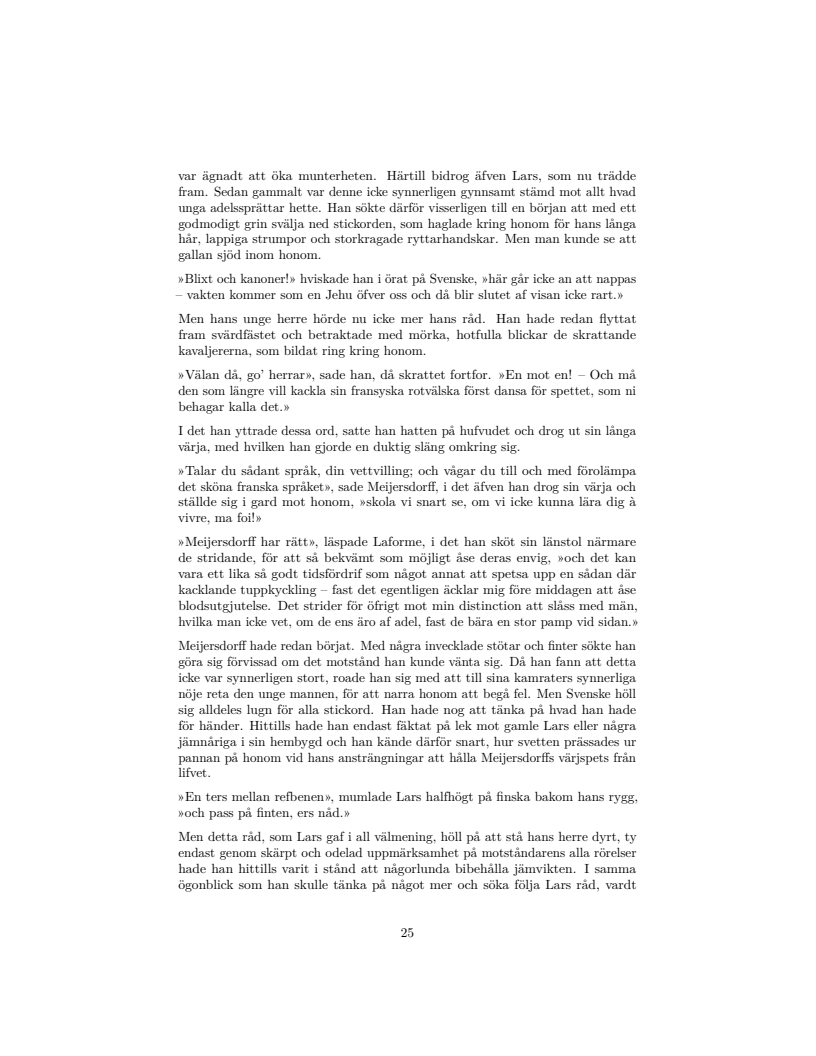 var ägnadt att öka munterheten. Härtill bidrog äfven Lars, som nu trädde
fram. Sedan gammalt var denne icke synnerligen gynnsamt stämd mot allt hvad
unga adelssprättar hette. Han sökte därför visserligen till en början att med ett
godmodigt grin svälja ned stickorden, som haglade kring honom för hans långa
hår, lappiga strumpor och storkragade ryttarhandskar. Men man kunde se att
gallan sjöd inom honom.
»Blixt och kanoner!» hviskade han i örat på Svenske, »här går icke an att nappas
– vakten kommer som en Jehu öfver oss och då blir slutet af visan icke rart.»
Men hans unge herre hörde nu icke mer hans råd. Han hade redan flyttat
fram svärdfästet och betraktade med mörka, hotfulla blickar de skrattande
kavaljererna, som bildat ring kring honom.
»Välan då, go' herrar», sade han, då skrattet fortfor. »En mot en! – Och må
den som längre vill kackla sin fransyska rotvälska först dansa för spettet, som ni
behagar kalla det.»
I det han yttrade dessa ord, satte han hatten på hufvudet och drog ut sin långa
värja, med hvilken han gjorde en duktig släng omkring sig.
»Talar du sådant språk, din vettvilling; och vågar du till och med förolämpa
det sköna franska språket», sade Meijersdorff, i det äfven han drog sin värja och
ställde sig i gard mot honom, »skola vi snart se, om vi icke kunna lära dig à
vivre, ma foi!»
»Meijersdorff har rätt», läspade Laforme, i det han sköt sin länstol närmare
de stridande, för att så bekvämt som möjligt åse deras envig, »och det kan
vara ett lika så godt tidsfördrif som något annat att spetsa upp en sådan där
kacklande tuppkyckling – fast det egentligen äcklar mig före middagen att åse
blodsutgjutelse. Det strider för öfrigt mot min distinction att slåss med män,
hvilka man icke vet, om de ens äro af adel, fast de bära en stor pamp vid sidan.»
Meijersdorff hade redan börjat. Med några invecklade stötar och finter sökte han
göra sig förvissad om det motstånd han kunde vänta sig. Då han fann att detta
icke var synnerligen stort, roade han sig med att till sina kamraters synnerliga
nöje reta den unge mannen, för att narra honom att begå fel. Men Svenske höll
sig alldeles lugn för alla stickord. Han hade nog att tänka på hvad han hade
för händer. Hittills hade han endast fäktat på lek mot gamle Lars eller några
jämnåriga i sin hembygd och han kände därför snart, hur svetten prässades ur
pannan på honom vid hans ansträngningar att hålla Meijersdorffs värjspets från
lifvet.
»En ters mellan refbenen», mumlade Lars halfhögt på finska bakom hans rygg,
»och pass på finten, ers nåd.»
Men detta råd, som Lars gaf i all välmening, höll på att stå hans herre dyrt, ty
endast genom skärpt och odelad uppmärksamhet på motståndarens alla rörelser
hade han hittills varit i stånd att någorlunda bibehålla jämvikten. I samma
ögonblick som han skulle tänka på något mer och söka följa Lars råd, vardt
25